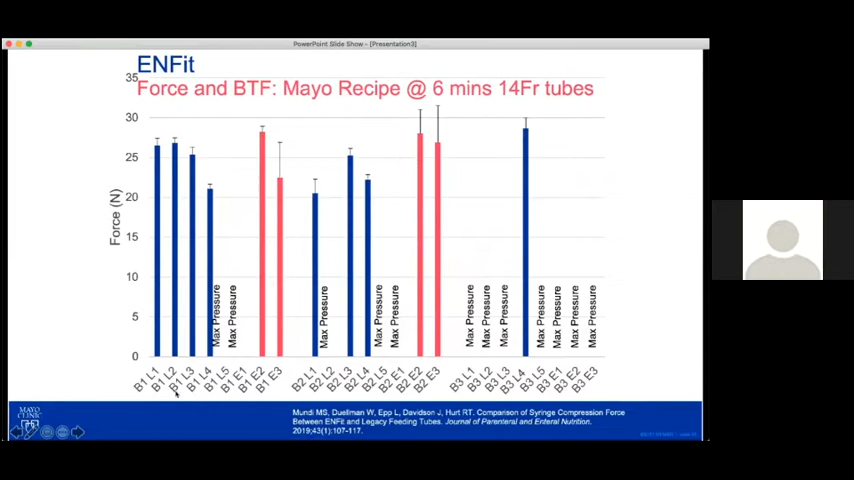 PowerPoint Slide Show - [Presentation3]
ENFit
Force and BTF: Mayo Recipe @ 6 mins 14Fr tubes
35
30
25
20
15
10
5
0
Force (N)
Max Pressure
Max Pressure
Max Pressure
Max Pressure
Max Pressure
Max Pressure
Max Pressure
Max Pressure
Max Pressure
Max Pressure
Max Pressure
Max Pressure
B1 L1
B1 L2
B1 L3
B1 L4
B1 L5
B1 E1
B1 E2
B1 E3
B2 L1
B2 L2
B2 L3
B2 L4
B2 L5
B2 E1
B2 E2
B2 E3
B3 L1
B3 L2
B3 L3
B3 L4
B3 L5
B3 E1
B3 E2
B3 E3
MAYO
CLINIC
Mundi MS, Duellman W, Epp L, Davidson J, Hurt RT. Comparison of Syringe Compression Force
Between ENFit and Legacy Feeding Tubes. Journal of Parenteral and Enteral Nutrition.
2019;43(1):107-117.